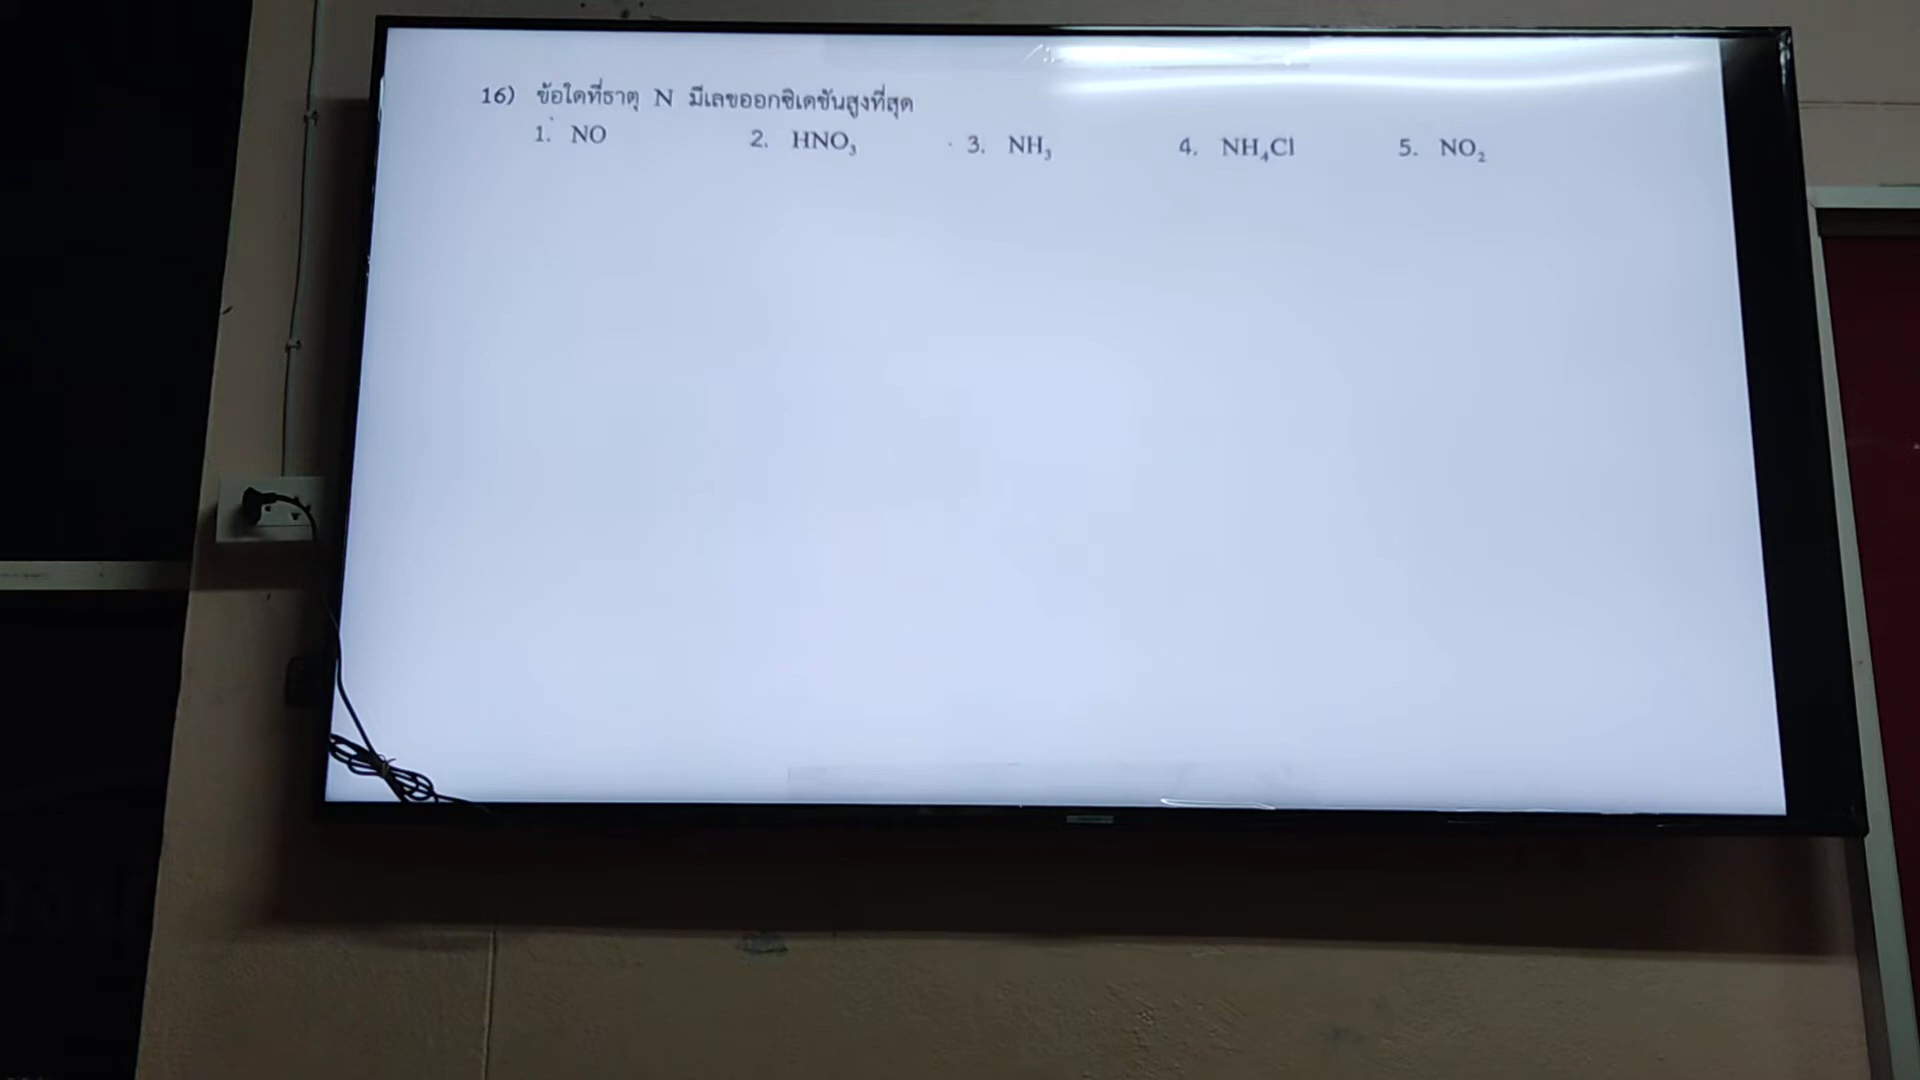 16) ข้อใดที่ธาตุ N มีเลขออกซิเดชันสูงที่สุด
1. NO 2. HNO₃ 3. NH₃ 4. NH₄Cl 5. NO₂